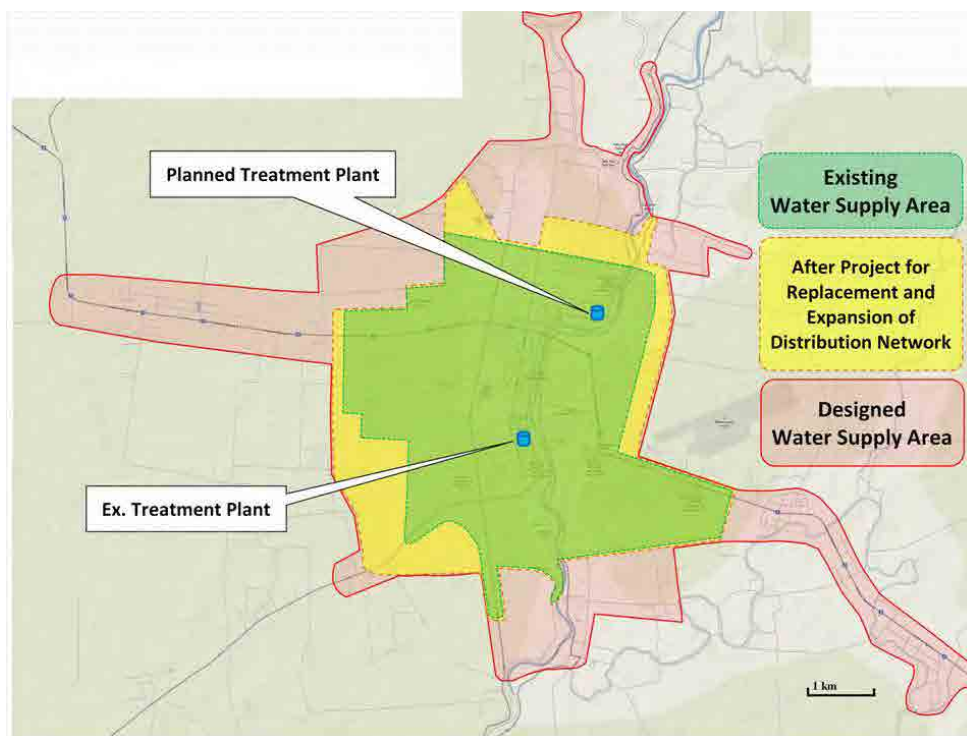 Planned Treatment Plant
Existing
Water Supply Area
After Project for
Replacement and
Expansion of
Distribution Network
Designed
Water Supply Area
Ex. Treatment Plant
1 km